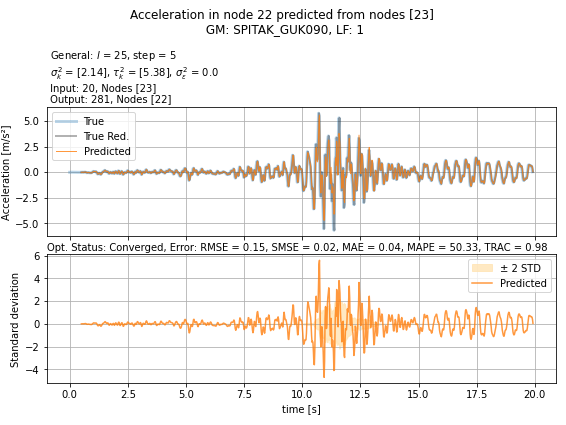 Acceleration in node 22 predicted from nodes [23]
GM: SPITAK_GUK090, LF: 1
General: l = 25, step = 5
σ²ₖ = [2.14], τ²ₖ = [5.38], σ²ε = 0.0
Input: 20, Nodes [23]
Output: 281, Nodes [22]
Acceleration [m/s²]
5.0
2.5
0.0
−2.5
−5.0
True
True Red.
Predicted
Opt. Status: Converged, Error: RMSE = 0.15, SMSE = 0.02, MAE = 0.04, MAPE = 50.33, TRAC = 0.98
Standard deviation
6
4
2
0
−2
−4
± 2 STD
Predicted
0.0 2.5 5.0 7.5 10.0 12.5 15.0 17.5 20.0
time [s]